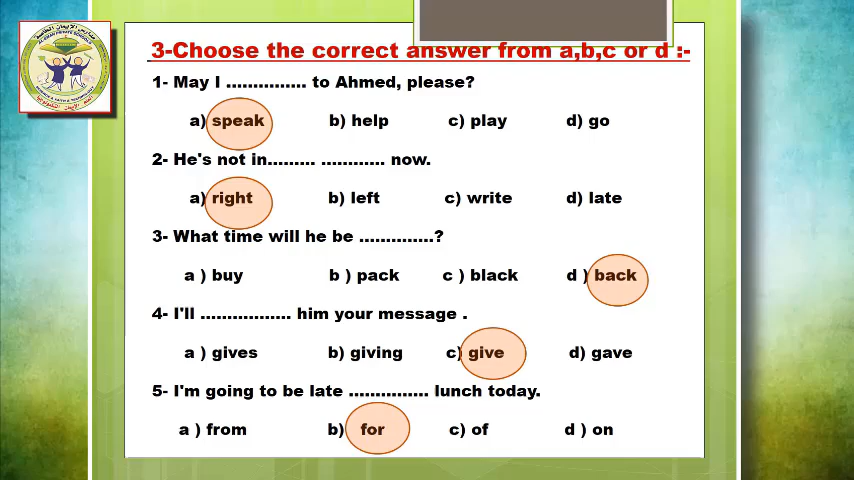 3-Choose the correct answer from a,b,c or d :-
1- May I ............... to Ahmed, please?
a) speak b) help c) play d) go
2- He's not in......... ............ now.
a) right b) left c) write d) late
3- What time will he be ..............?
a ) buy b ) pack c ) black d ) back
4- I'll ................. him your message .
a ) gives b) giving c) give d) gave
5- I'm going to be late ............... lunch today.
a ) from b) for c) of d ) on